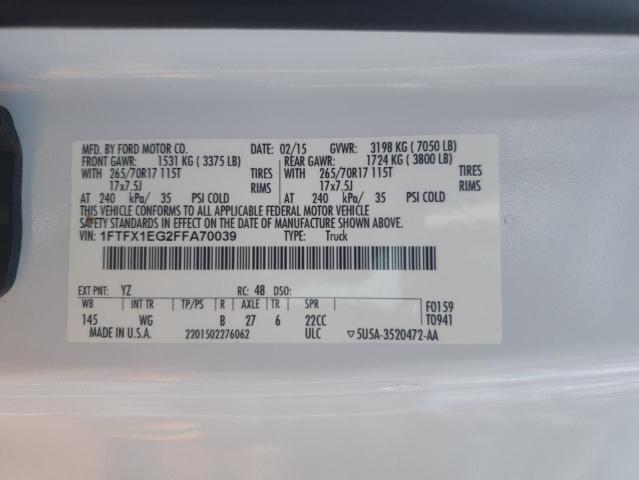 MFD. BY FORD MOTOR CO. DATE: 02/15 GVWR: 3198 KG ( 7050 LB)
FRONT GAWR: 1531 KG ( 3375 LB) REAR GAWR: 1724 KG ( 3800 LB)
WITH 265/70R17 115T TIRES WITH 265/70R17 115T TIRES
17x7.5J RIMS 17x7.5J RIMS
AT 240 kPa/ 35 PSI COLD AT 240 kPa/ 35 PSI COLD
THIS VEHICLE CONFORMS TO ALL APPLICABLE FEDERAL MOTOR VEHICLE
SAFETY STANDARDS IN EFFECT ON THE DATE OF MANUFACTURE SHOWN ABOVE.
VIN: 1FTFX1EG2FFA70039 TYPE: Truck
EXT PNT: YZ RC: 48 DSO:
WB INT TR TP/PS R AXLE TR SPR F0159
145 WG B 27 6 22CC T0941
MADE IN U.S.A. 2201502276062 ULC ▽5U5A-3520472-AA